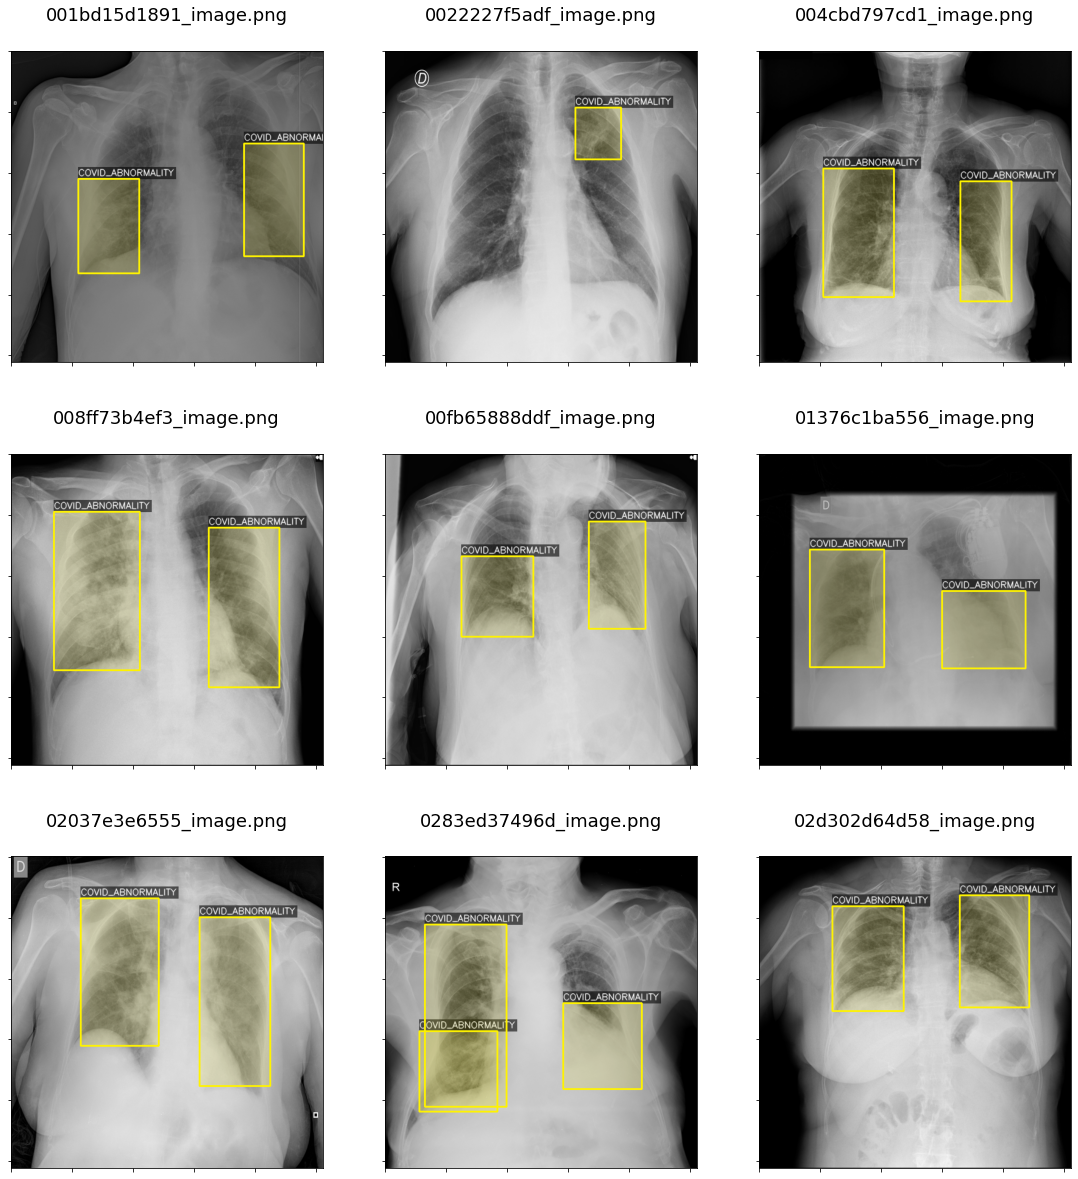 001bd15d1891_image.png
0022227f5adf_image.png
004cbd797cd1_image.png
COVID_ABNORMALITY
COVID_ABNORMA
D
COVID_ABNORMALITY
COVID_ABNORMALITY
COVID_ABNORMALITY
008ff73b4ef3_image.png
00fb65888ddf_image.png
01376c1ba556_image.png
COVID_ABNORMALITY
COVID_ABNORMALITY
COVID_ABNORMALITY
COVID_ABNORMALITY
D
COVID_ABNORMALITY
COVID_ABNORMALITY
02037e3e6555_image.png
0283ed37496d_image.png
02d302d64d58_image.png
D
COVID_ABNORMALITY
COVID_ABNORMALITY
R
COVID_ABNORMALITY
COVID_ABNORMALITY
COVID_ABNORMALITY
COVID_ABNORMALITY
COVID_ABNORMALITY